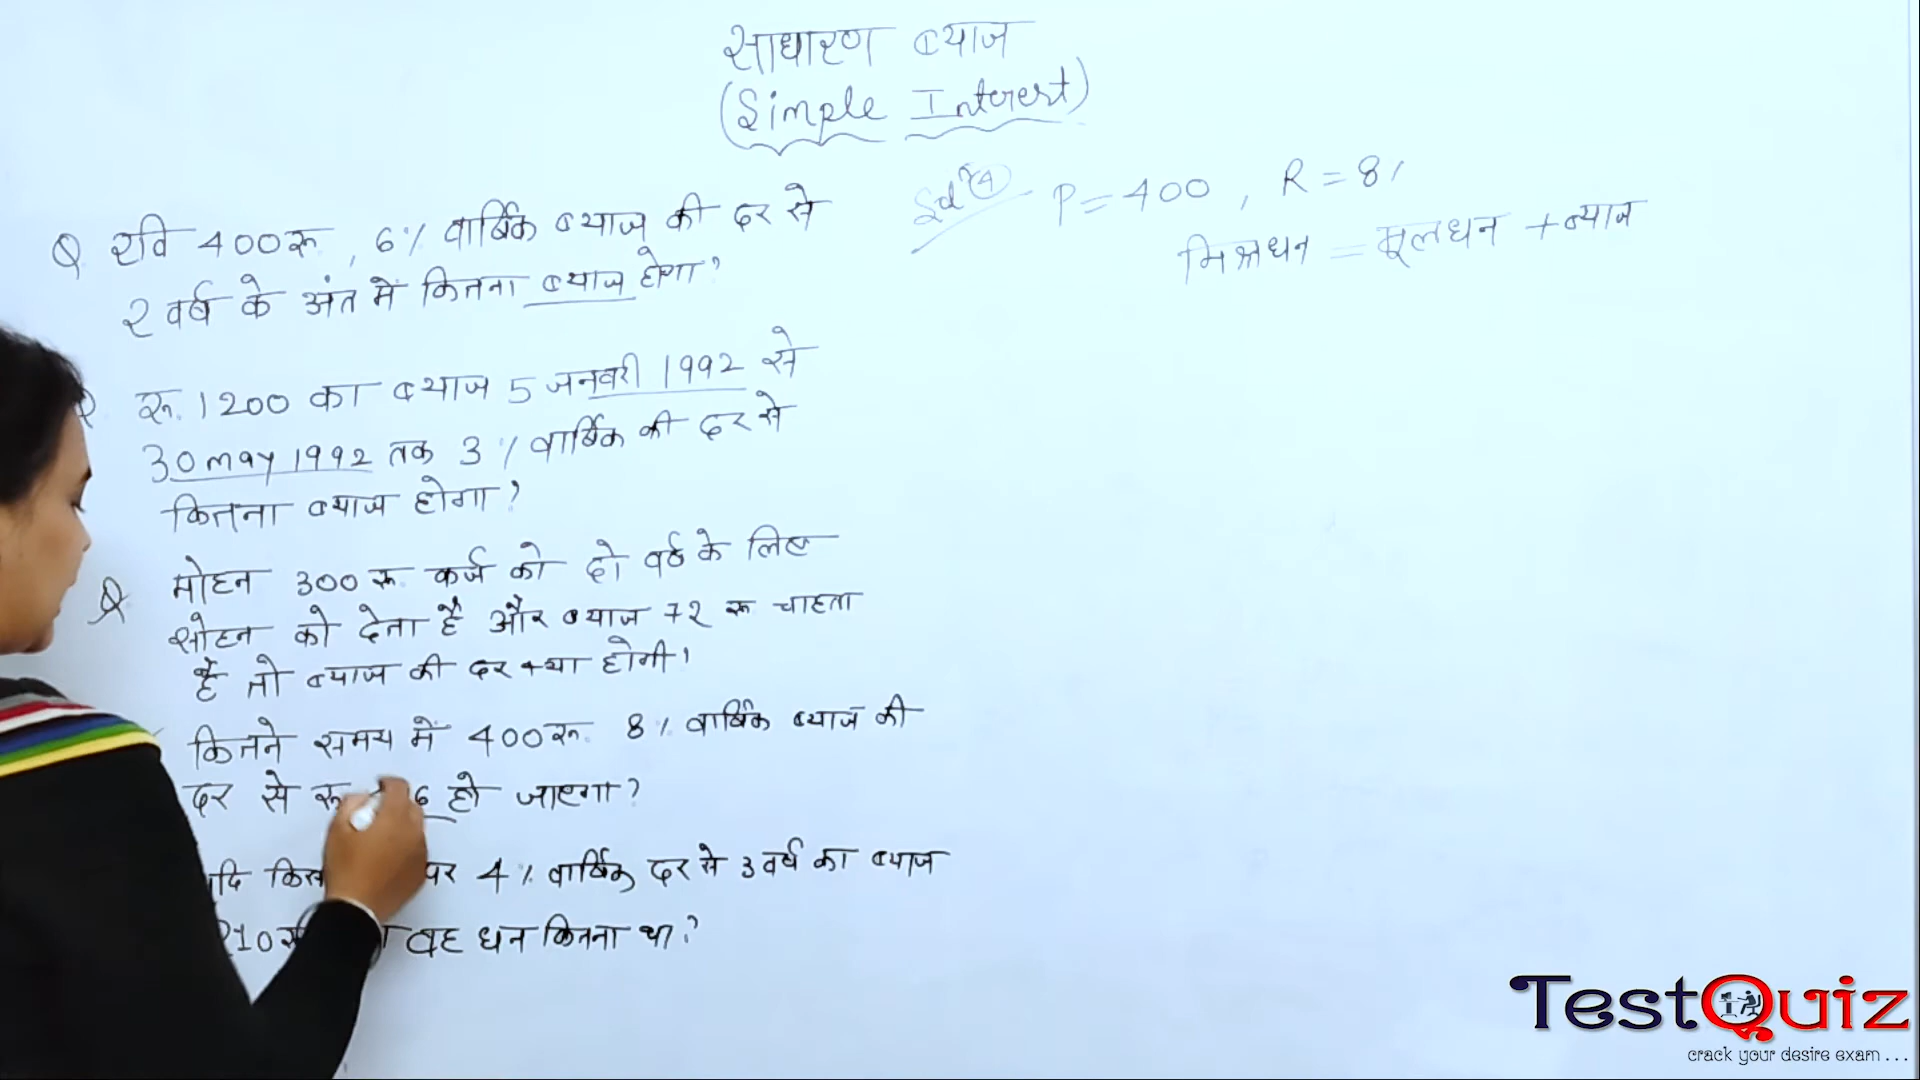 साधारण ब्याज
(Simple Interest)
Q रवि 400रू, 6% वार्षिक ब्याज की दर से
2 वर्ष के अंत में कितना ब्याज होगा?
रू. 1200 का ब्याज 5 जनवरी 1992 से
30 may 1992 तक 3% वार्षिक की दर से
कितना ब्याज होगा?
Q मोहन 300 रू. कर्ज को दो वर्ष के लिए
सोहन को देता है और ब्याज 72 रू चाहता
है तो ब्याज की दर क्या होगी।
कितने समय में 400रू. 8% वार्षिक ब्याज की
दर से रू 6 हो जाएगा?
पर 4% वार्षिक दर से 3 वर्ष का ब्याज
वह धन कितना था?
P = 400, R = 8%
मिश्रधन = मूलधन + ब्याज
TestQuiz
crack your desire exam...